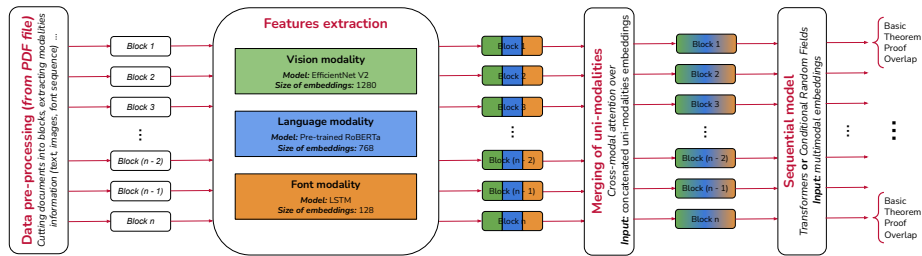 Data pre-processing (from PDF file)
Cutting documents into blocks, extracting modalities
information (text, images, font sequence) ...
Block 1
Block 2
Block 3
...
Block (n - 2)
Block (n - 1)
Block n
Features extraction
Vision modality
Model: EfficientNet V2
Size of embeddings: 1280
Language modality
Model: Pre-trained RoBERTa
Size of embeddings: 768
Font modality
Model: LSTM
Size of embeddings: 128
Block 1
Block 2
Block 3
...
Block (n - 2)
Block (n - 1)
Block n
Merging of uni-modalities
Cross-modal attention over
Input: concatenated uni-modalities embeddings
Block 1
Block 2
Block 3
...
Block (n - 2)
Block (n - 1)
Block n
Sequential model
Transformers or Conditional Random Fields
Input: multimodal embeddings
...
...
Basic
Theorem
Proof
Overlap
Basic
Theorem
Proof
Overlap